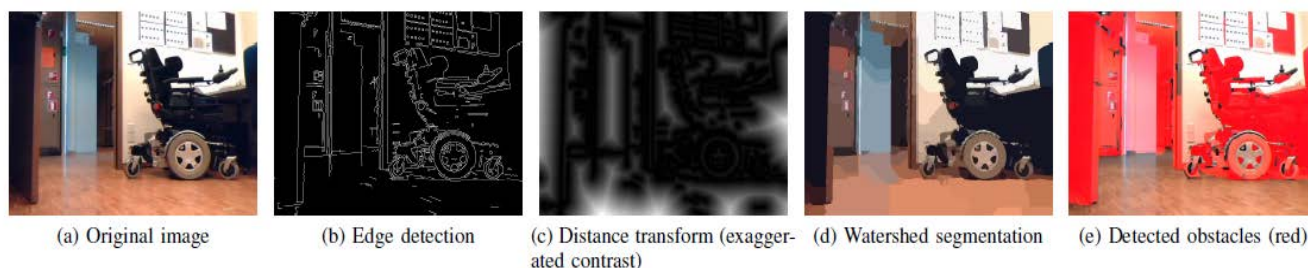 (a) Original image
(b) Edge detection
(c) Distance transform (exagger-
ated contrast)
(d) Watershed segmentation
(e) Detected obstacles (red)